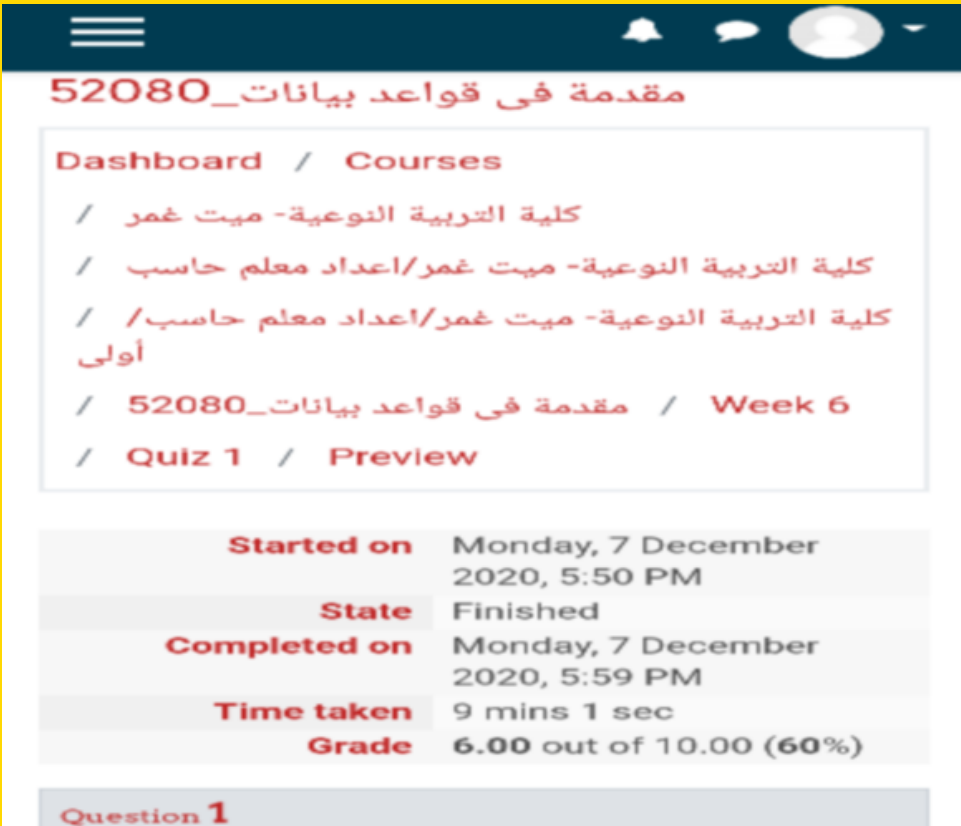 مقدمة فى قواعد بيانات_52080
Dashboard / Courses
/ كلية التربية النوعية- ميت غمر
/ كلية التربية النوعية- ميت غمر/اعداد معلم حاسب
/ كلية التربية النوعية- ميت غمر/اعداد معلم حاسب/
أولى
/ مقدمة فى قواعد بيانات_52080 / Week 6
/ Quiz 1 / Preview
Started on Monday, 7 December
2020, 5:50 PM
State Finished
Completed on Monday, 7 December
2020, 5:59 PM
Time taken 9 mins 1 sec
Grade 6.00 out of 10.00 (60%)
Question 1